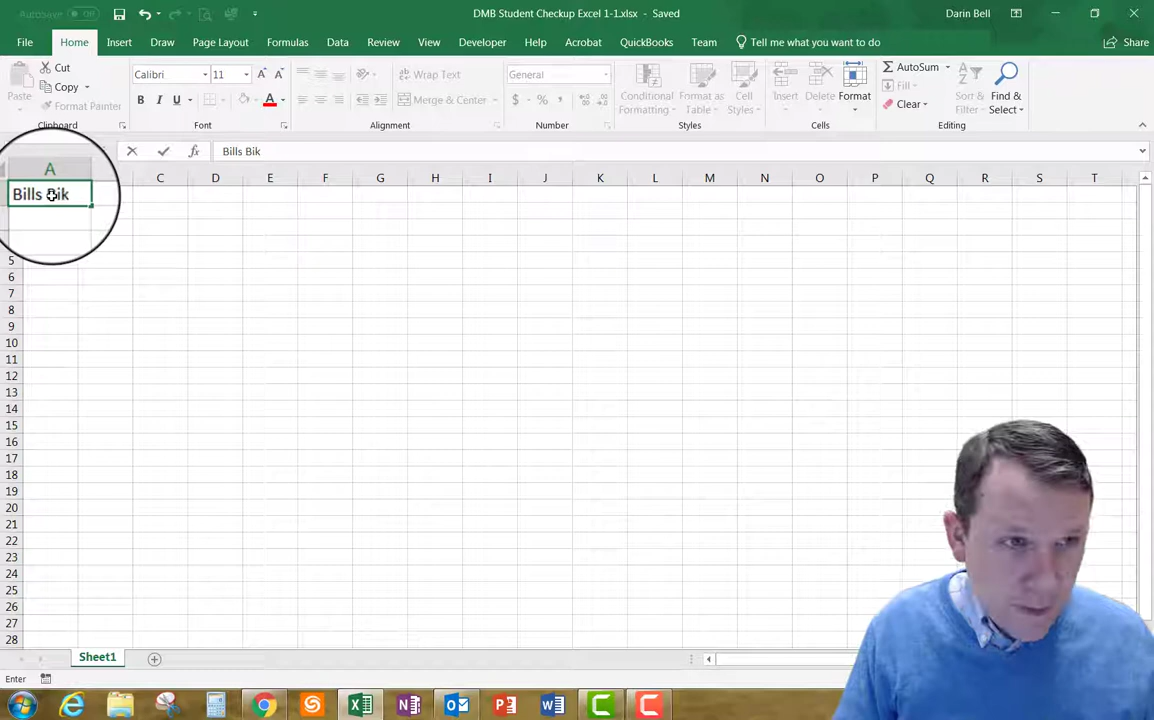 AutoSave Off
DMB Student Checkup Excel 1-1.xlsx - Saved
Darin Bell
File Home Insert Draw Page Layout Formulas Data Review View Developer Help Acrobat QuickBooks Team Tell me what you want to do Share
Paste
Cut
Copy
Format Painter
Clipboard
Calibri 11
B I U
Font
Wrap Text
Merge & Center
Alignment
General
$ % ,
Number
Conditional Formatting
Format as Table
Cell Styles
Styles
Insert
Delete
Format
Cells
AutoSum
Fill
Clear
Sort & Filter
Find & Select
Editing
fx Bills Bik
A C D E F G H I J K L M N O P Q R S T
Bills Bik
5
6
7
8
9
10
11
12
13
14
15
16
17
18
19
20
21
22
23
24
25
26
27
28
Sheet1
Enter